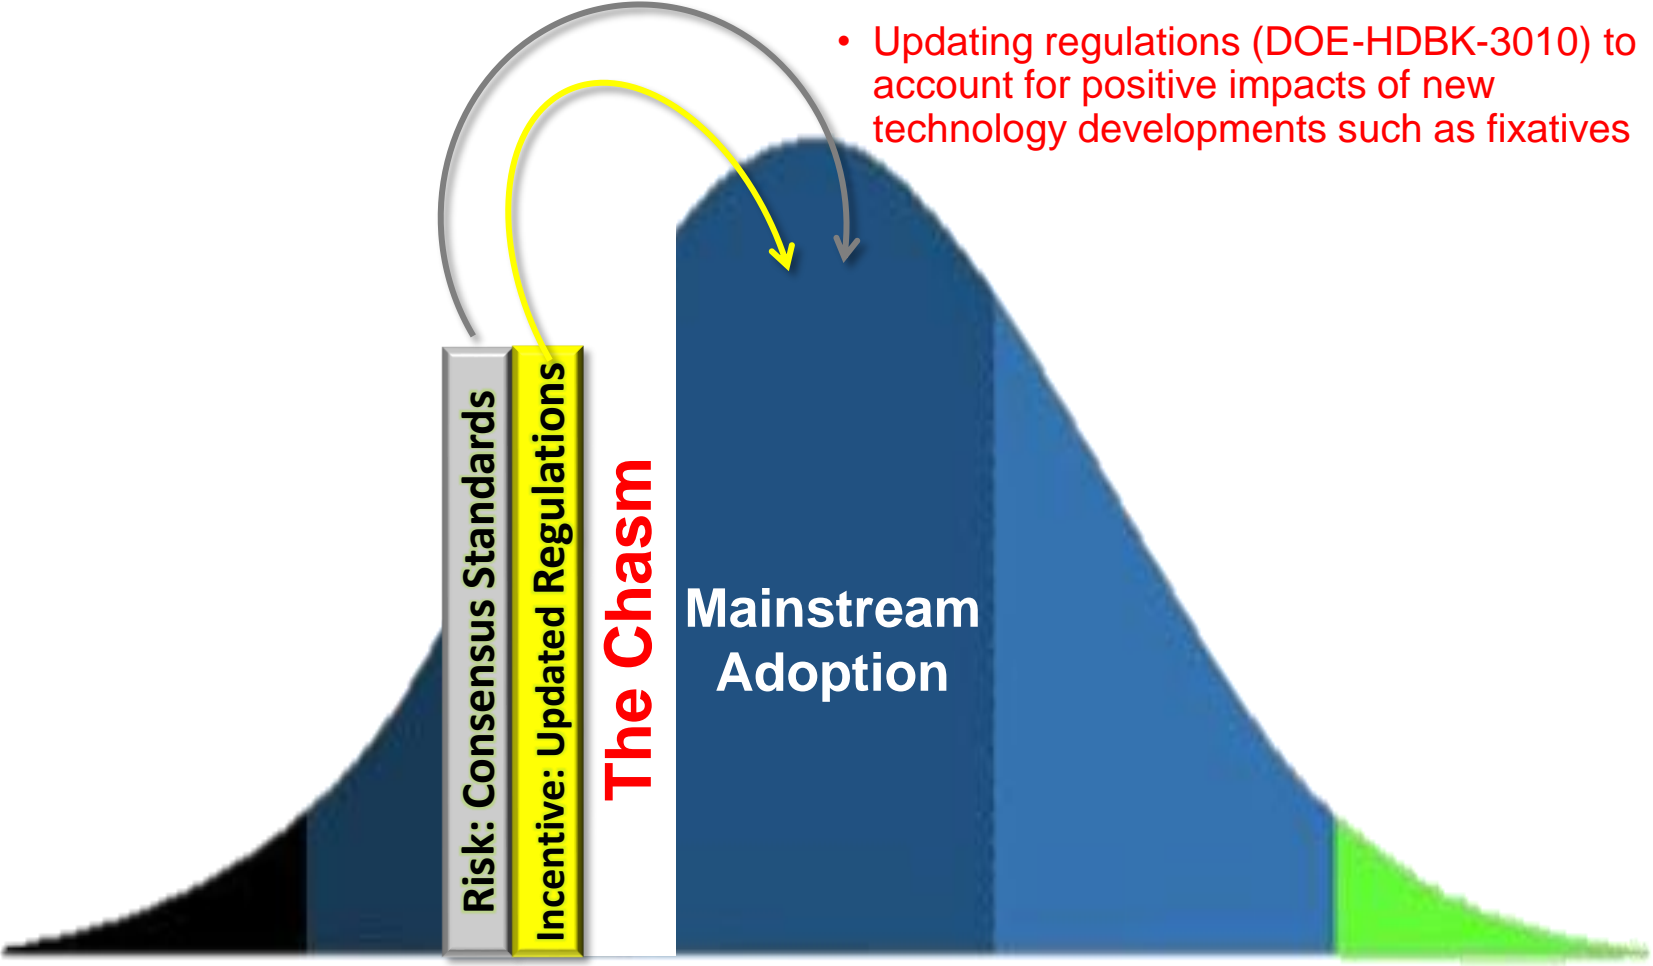 • Updating regulations (DOE-HDBK-3010) to
account for positive impacts of new
technology developments such as fixatives
Risk: Consensus Standards
Incentive: Updated Regulations
The Chasm
Mainstream
Adoption